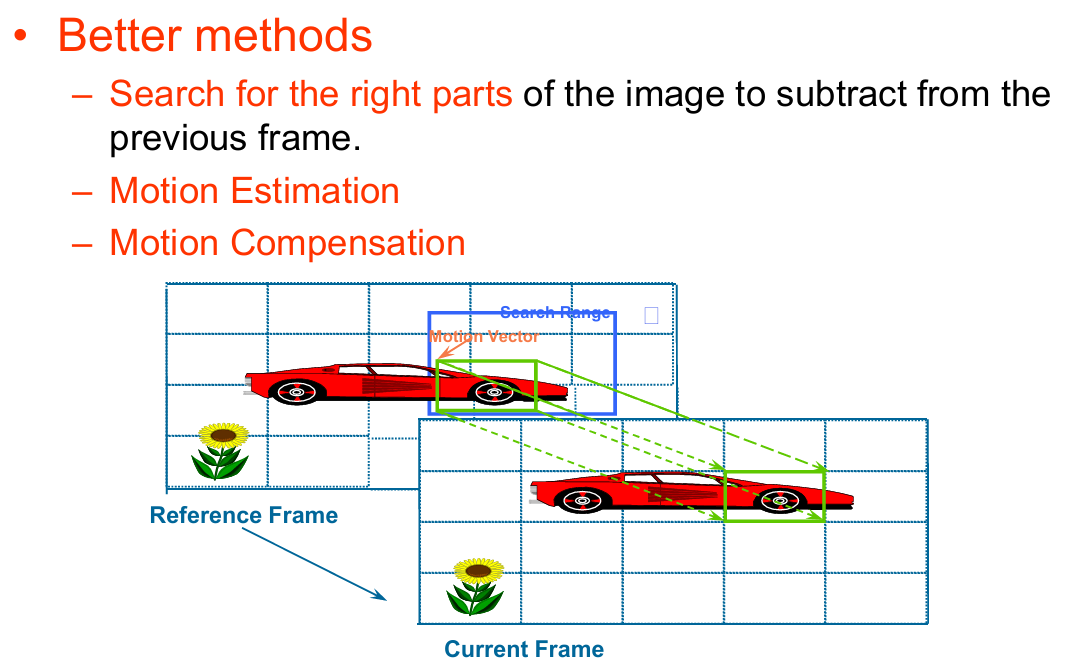 • Better methods
– Search for the right parts of the image to subtract from the
previous frame.
– Motion Estimation
– Motion Compensation
Search Range
Motion Vector
Reference Frame
Current Frame